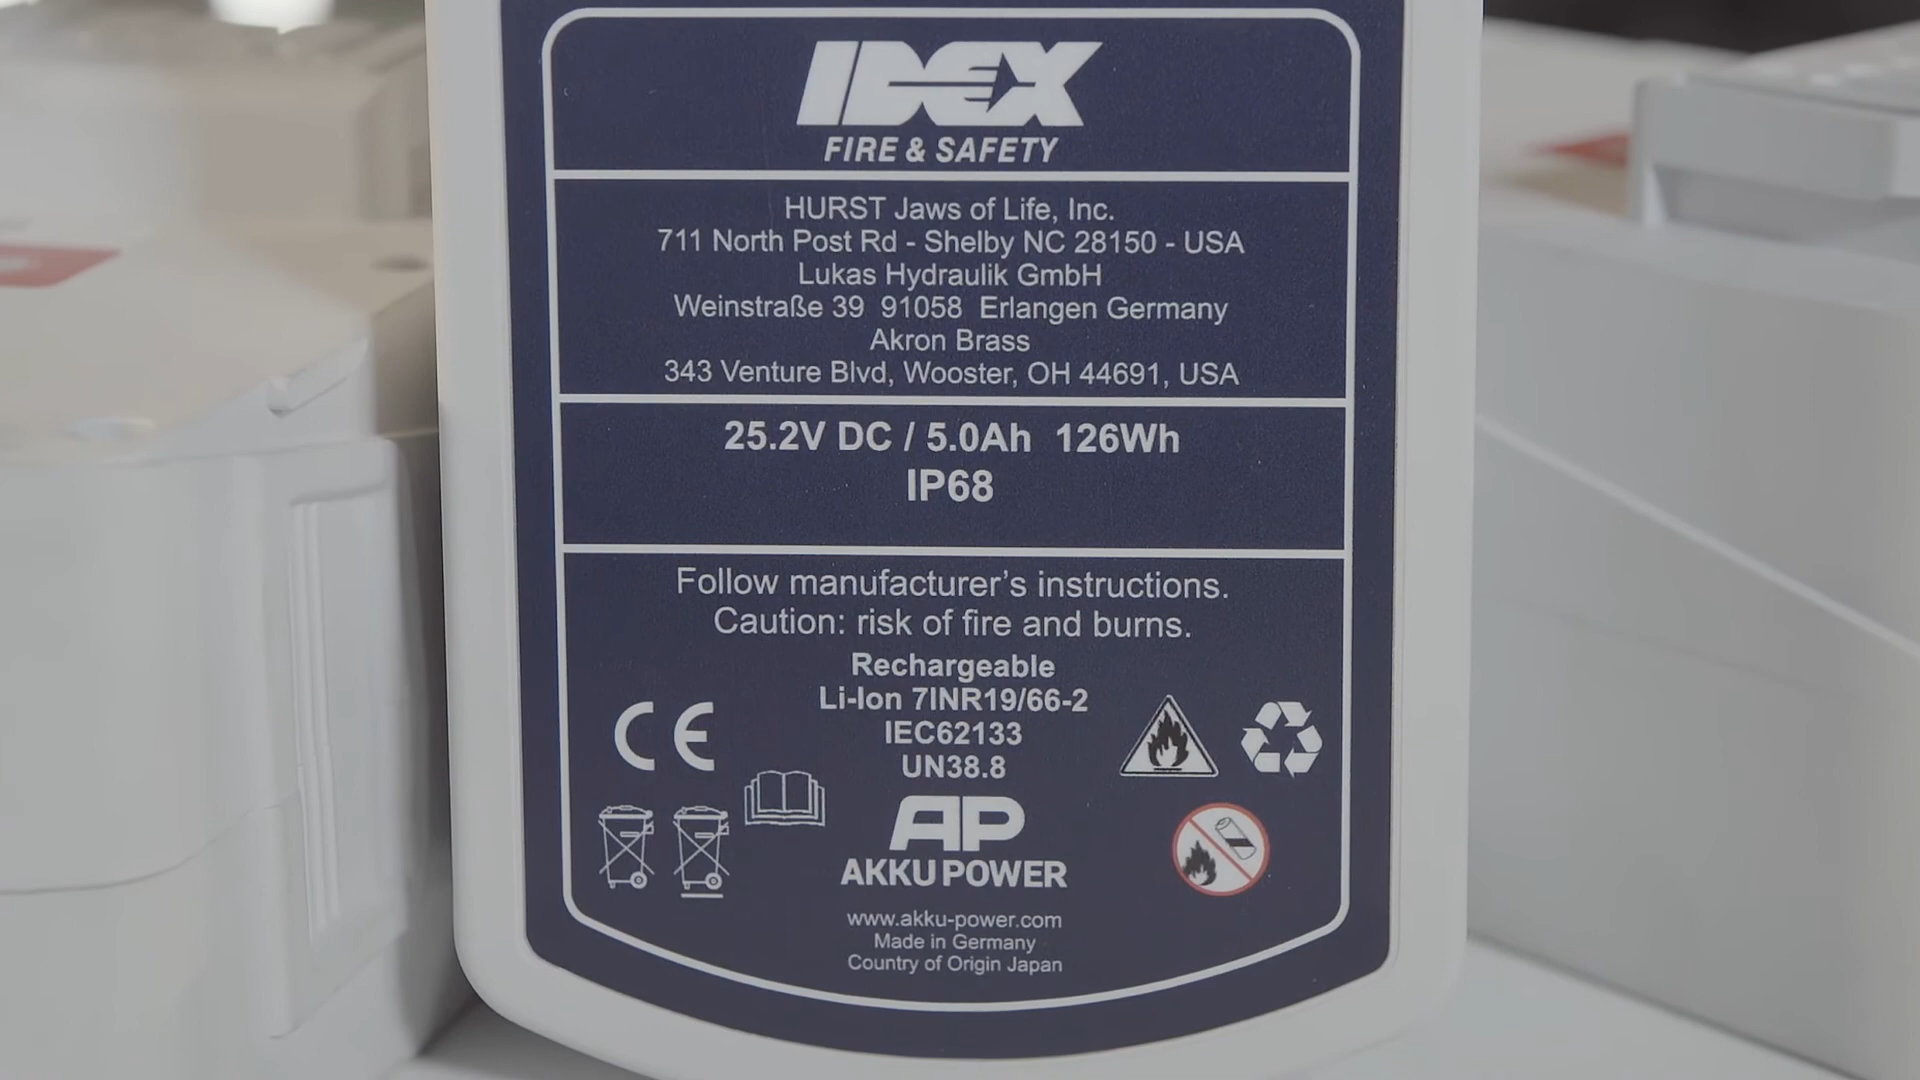 IDEX
FIRE & SAFETY
HURST Jaws of Life, Inc.
711 North Post Rd - Shelby NC 28150 - USA
Lukas Hydraulik GmbH
Weinstraße 39 91058 Erlangen Germany
Akron Brass
343 Venture Blvd, Wooster, OH 44691, USA
25.2V DC / 5.0Ah 126Wh
IP68
Follow manufacturer's instructions.
Caution: risk of fire and burns.
Rechargeable
Li-Ion 7INR19/66-2
IEC62133
UN38.8
CE
AP
AKKU POWER
www.akku-power.com
Made in Germany
Country of Origin Japan